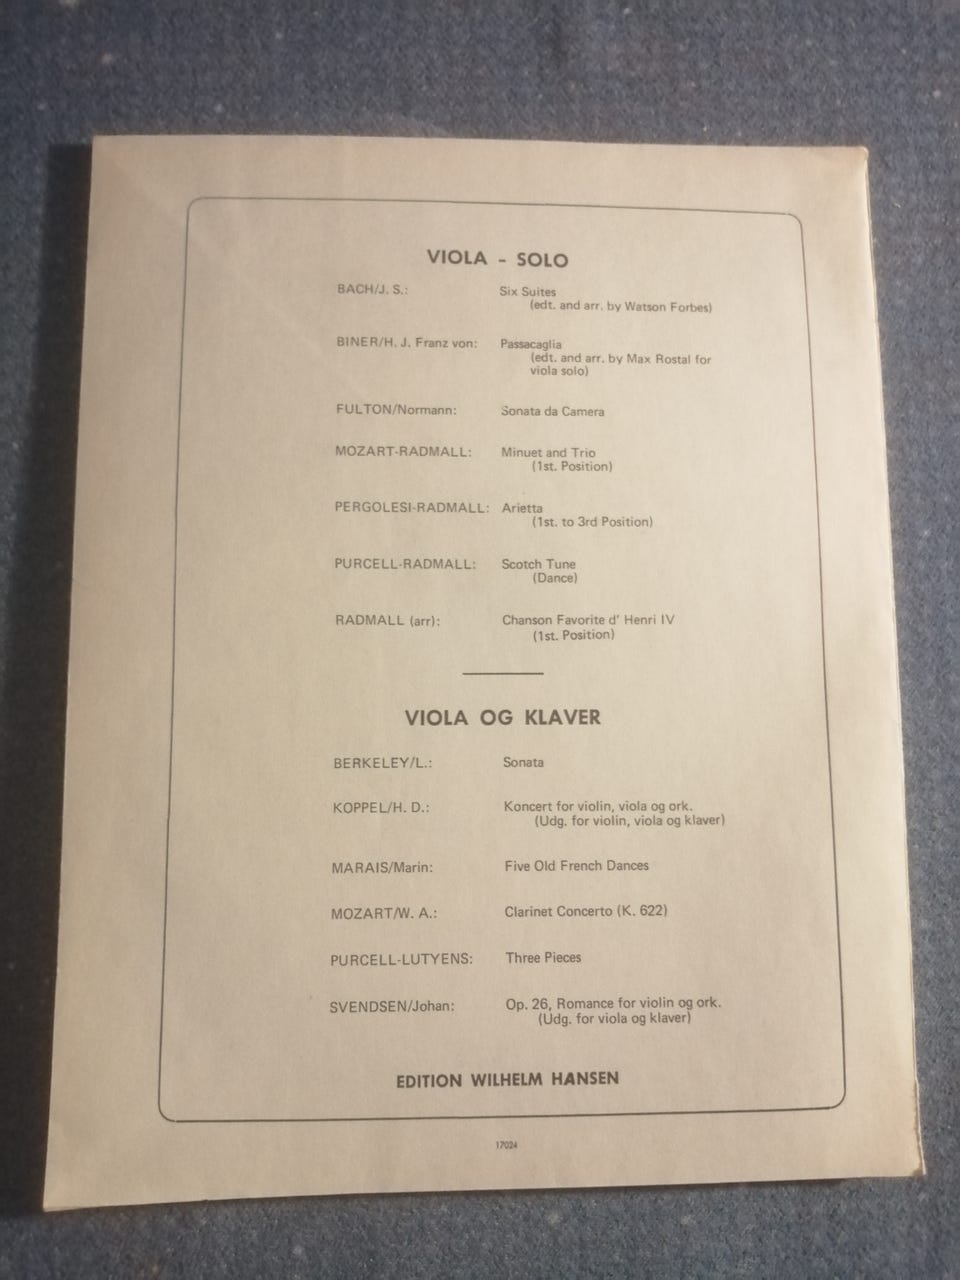 VIOLA - SOLO
BACH/J. S.: Six Suites
(edt. and arr. by Watson Forbes)
BINER/H. J. Franz von: Passacaglia
(edt. and arr. by Max Rostal for
viola solo)
FULTON/Normann: Sonata da Camera
MOZART-RADMALL: Minuet and Trio
(1st. Position)
PERGOLESI-RADMALL: Arietta
(1st. to 3rd Position)
PURCELL-RADMALL: Scotch Tune
(Dance)
RADMALL (arr): Chanson Favorite d' Henri IV
(1st. Position)
VIOLA OG KLAVER
BERKELEY/L.: Sonata
KOPPEL/H. D.: Koncert for violin, viola og ork.
(Udg. for violin, viola og klaver)
MARAIS/Marin: Five Old French Dances
MOZART/W. A.: Clarinet Concerto (K. 622)
PURCELL-LUTYENS: Three Pieces
SVENDSEN/Johan: Op. 26, Romance for violin og ork.
(Udg. for viola og klaver)
EDITION WILHELM HANSEN
17024